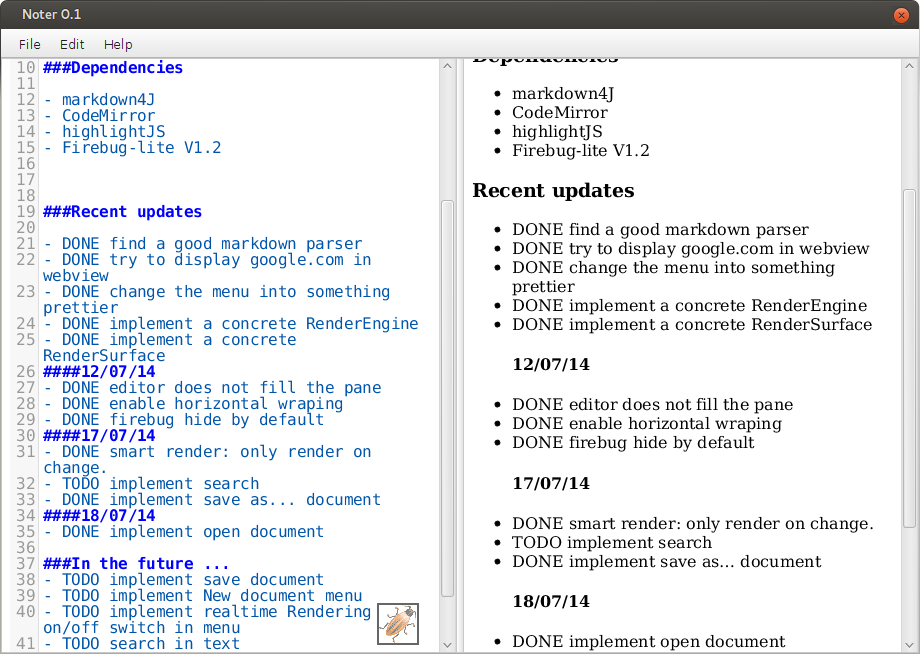 Noter 0.1
File Edit Help
10 ###Dependencies
11
12 - markdown4J
13 - CodeMirror
14 - highlightJS
15 - Firebug-lite V1.2
16
17
18
19 ###Recent updates
20
21 - DONE find a good markdown parser
22 - DONE try to display google.com in
webview
23 - DONE change the menu into something
prettier
24 - DONE implement a concrete RenderEngine
25 - DONE implement a concrete
RenderSurface
26 ####12/07/14
27 - DONE editor does not fill the pane
28 - DONE enable horizontal wraping
29 - DONE firebug hide by default
30 ####17/07/14
31 - DONE smart render: only render on
change.
32 - TODO implement search
33 - DONE implement save as... document
34 ####18/07/14
35 - DONE implement open document
36
37 ###In the future ...
38 - TODO implement save document
39 - TODO implement New document menu
40 - TODO implement realtime Rendering
on/off switch in menu
41 - TODO search in text
Dependencies
• markdown4J
• CodeMirror
• highlightJS
• Firebug-lite V1.2
Recent updates
• DONE find a good markdown parser
• DONE try to display google.com in webview
• DONE change the menu into something
prettier
• DONE implement a concrete RenderEngine
• DONE implement a concrete RenderSurface
12/07/14
• DONE editor does not fill the pane
• DONE enable horizontal wraping
• DONE firebug hide by default
17/07/14
• DONE smart render: only render on change.
• TODO implement search
• DONE implement save as... document
18/07/14
• DONE implement open document